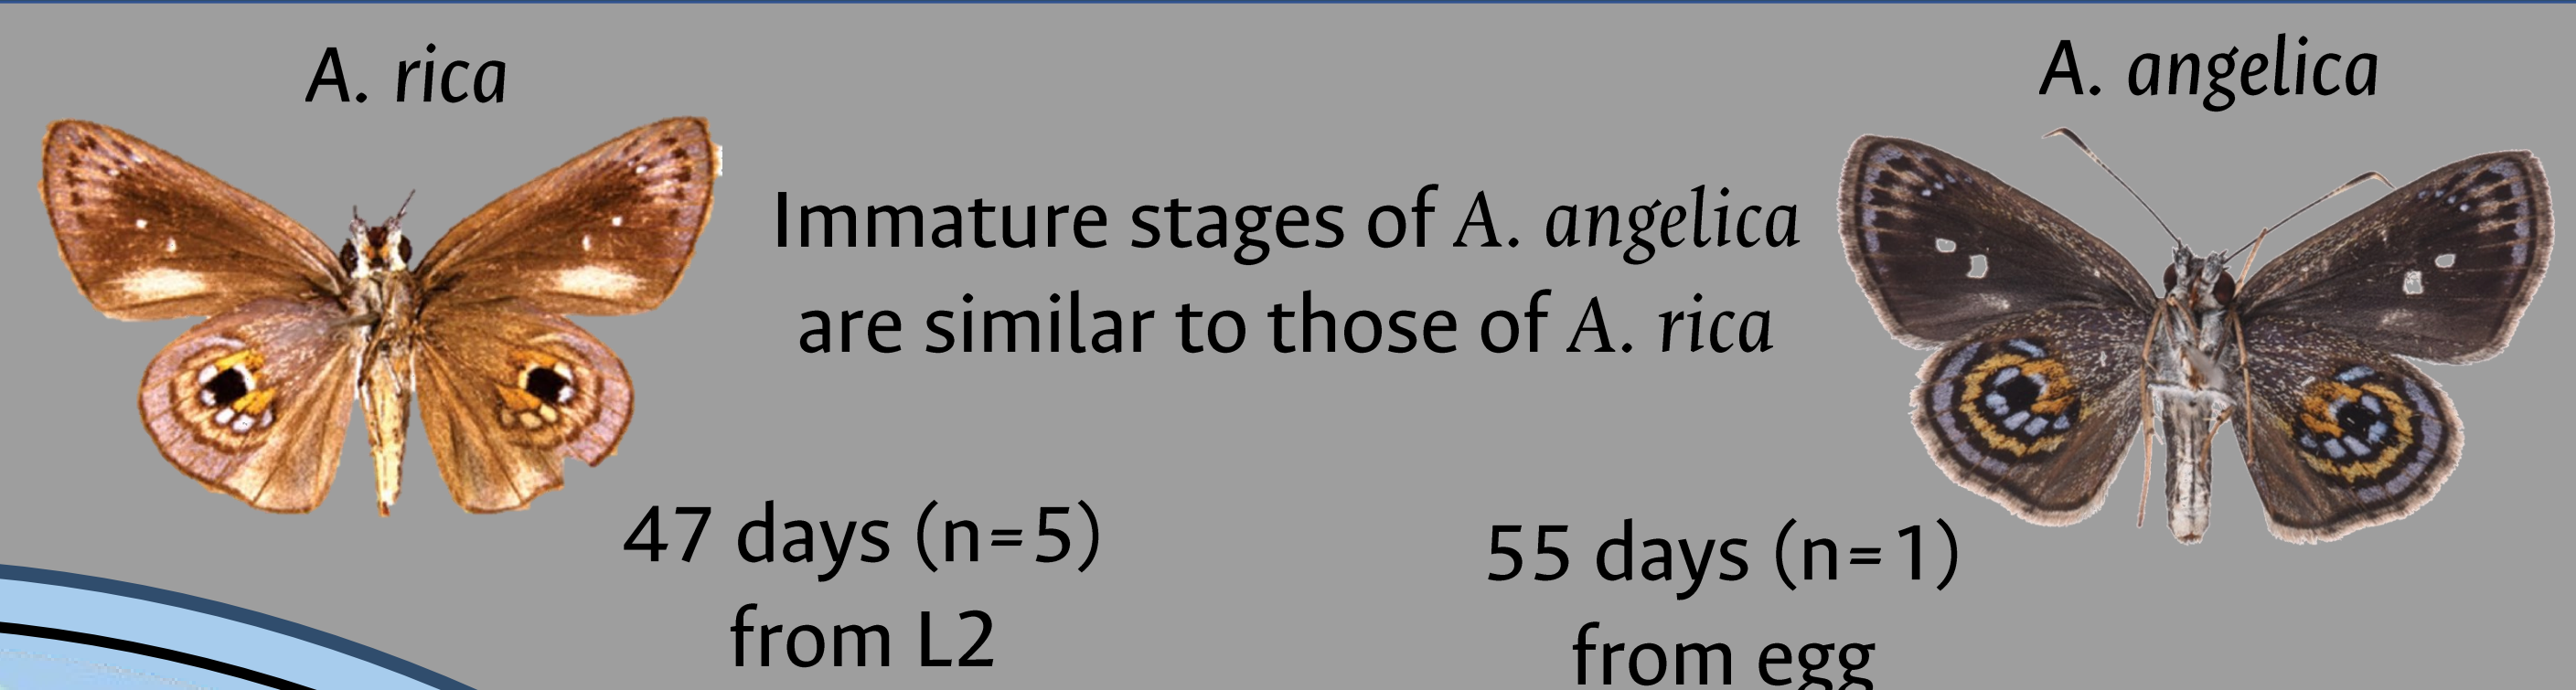 A. rica
A. angelica
Immature stages of A. angelica
are similar to those of A. rica
47 days (n=5)
from L2
55 days (n=1)
from egg